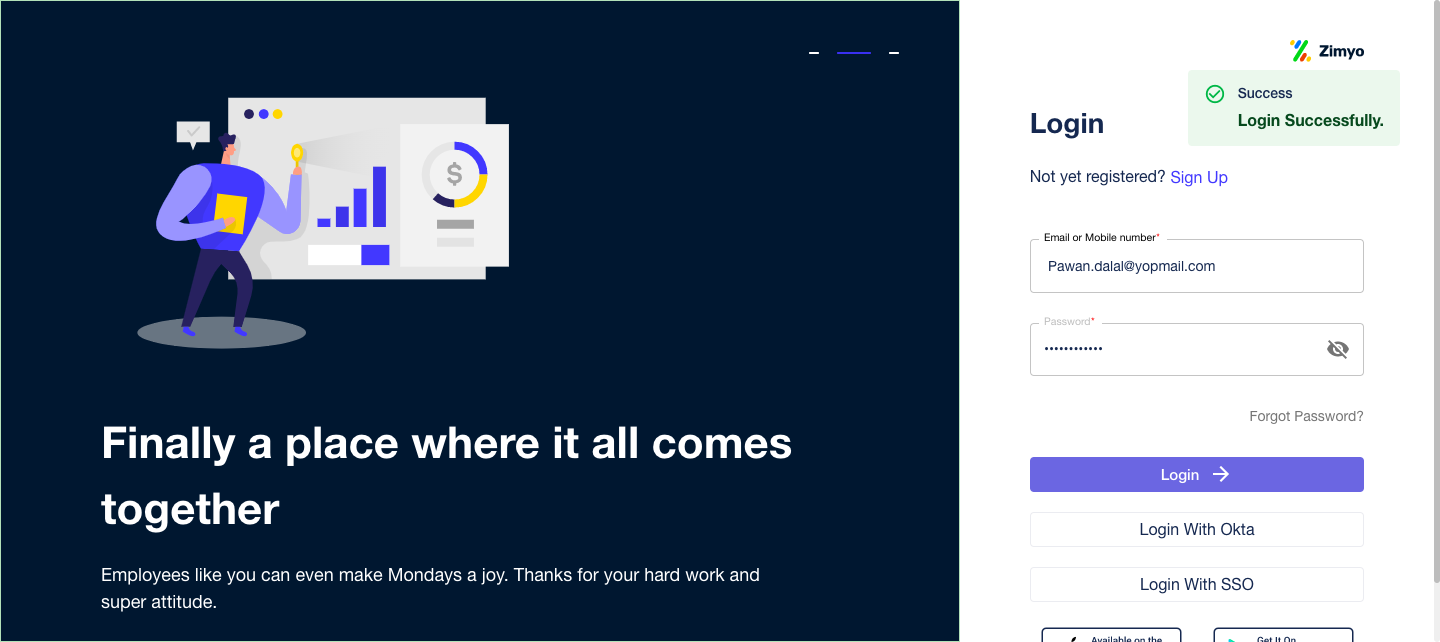 Zimyo
Success
Login Successfully.
Login
Not yet registered? Sign Up
Email or Mobile number*
Pawan.dalal@yopmail.com
Password*
••••••••••••
Forgot Password?
Login
Login With Okta
Login With SSO
Available on the
Get It On
$
Finally a place where it all comes
together
Employees like you can even make Mondays a joy. Thanks for your hard work and
super attitude.